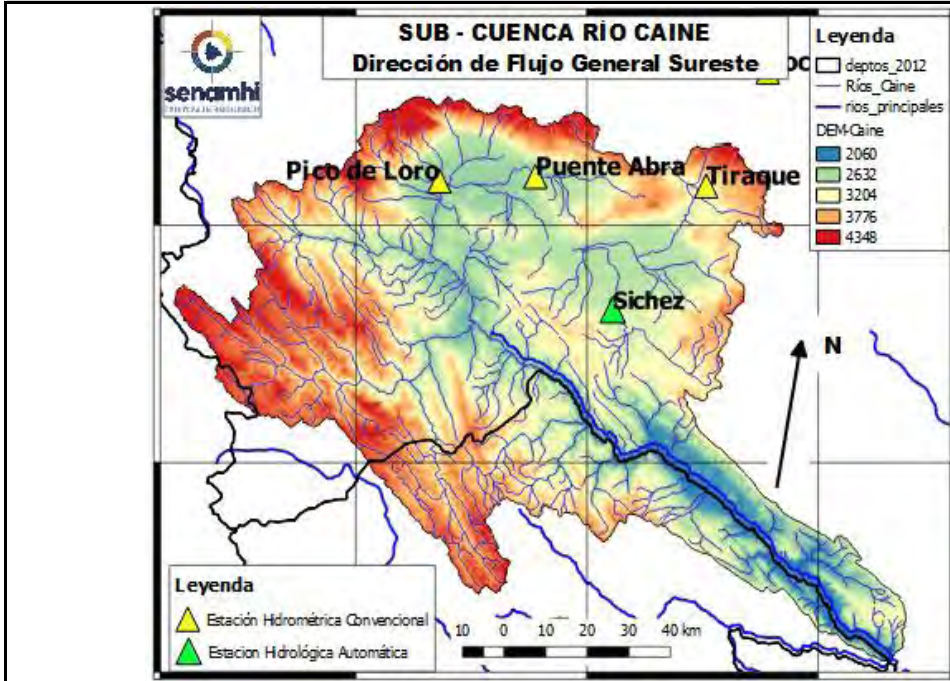 senamhi
SUB - CUENCA RÍO CAINE
Dirección de Flujo General Sureste
Leyenda
deptos_2012
Ríos_Caine
rios_principales
DEM-Caine
2060
2632
3204
3776
4348
Pico de Loro
Puente Abra
Tiraque
Sichez
N
Leyenda
Estación Hidrométrica Convencional
Estacion Hidrológica Automática
10 0 10 20 30 40 km